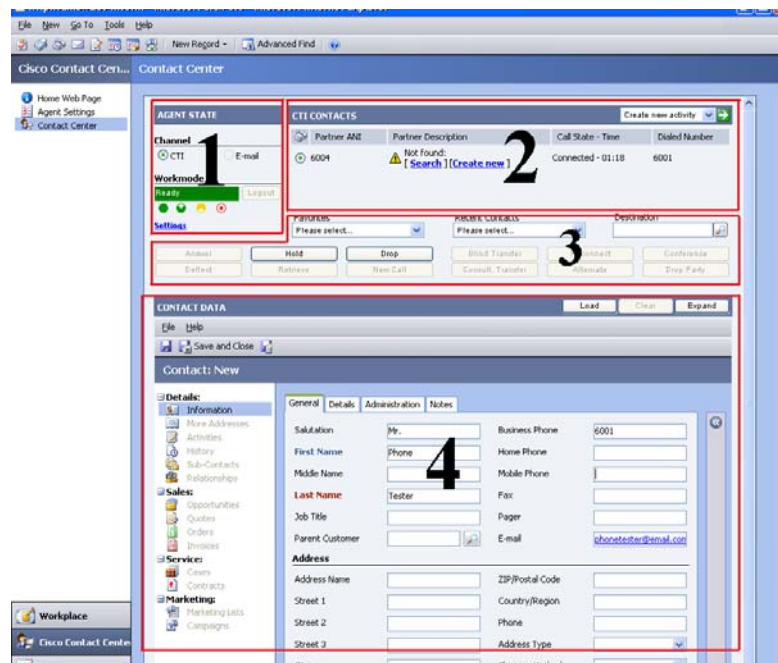 File New Go To Tools Help
New Record Advanced Find
Cisco Contact Cen... Contact Center
Home Web Page
Agent Settings
Contact Center
AGENT STATE
Channel
CTI E-mail
Workmode
Ready Logout
Settings
1
CTI CONTACTS Create new activity
Partner ANI Partner Description Call State - Time Dialed Number
6004 Not found: [ Search ] [Create new ] Connected - 01:18 6001
2
Favorites Recent Contacts Destination
Please select... Please select...
3
Answer Hold Drop Blind Transfer Connect Conference
Deflect Retrieve New Call Consult. Transfer Alternate Drop Party
CONTACT DATA Load Clear Expand
File Help
Save and Close
Contact: New
Details:
Information
More Addresses
Activities
History
Sub-Contacts
Relationships
Sales:
Opportunities
Quotes
Orders
Invoices
Service:
Cases
Contracts
Marketing:
Marketing Lists
Campaigns
General Details Administration Notes
Salutation Mr. Business Phone 6001
First Name Phone Home Phone
Middle Name Mobile Phone
4
Last Name Tester Fax
Job Title Pager
Parent Customer E-mail phonetester@email.com
Address
Address Name ZIP/Postal Code
Street 1 Country/Region
Street 2 Phone
Street 3 Address Type
Workplace
Cisco Contact Cente